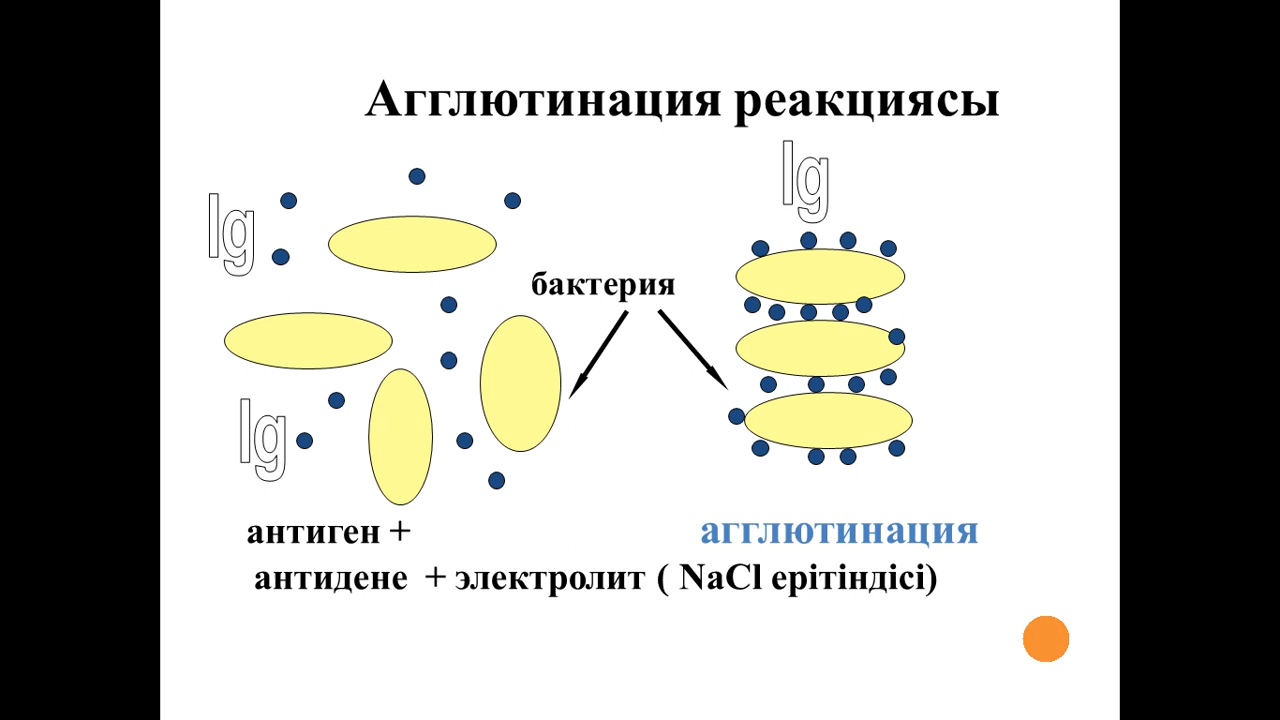 Агглютинация реакциясы
Ig
Ig
бактерия
Ig
антиген +
агглютинация
антидене + электролит ( NaCl ерітіндісі)